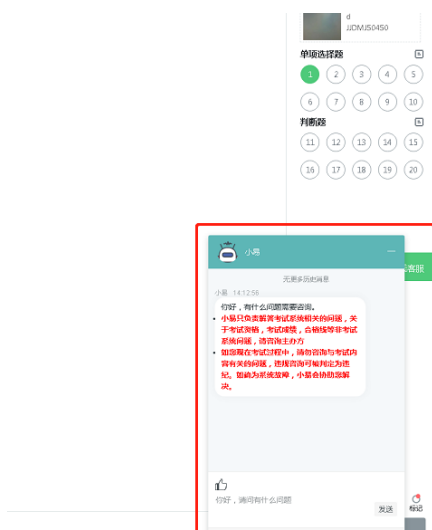 d
JJDMJS0450
单项选择题
1 2 3 4 5
6 7 8 9 10
判断题
11 12 13 14 15
16 17 18 19 20
小易
客服
无更多历史消息
小易 14:12:56
你好，有什么问题需要咨询。
小易只负责解答考试系统相关的问题，关
于考试资格，考试成绩，合格线等非考试
系统问题，请咨询主办方
如您现在考试过程中，请勿咨询与考试内
容有关的问题，违规咨询可被判定为违
纪。如确为系统故障，小易会协助您解
决。
你好，请问有什么问题
发送
标记